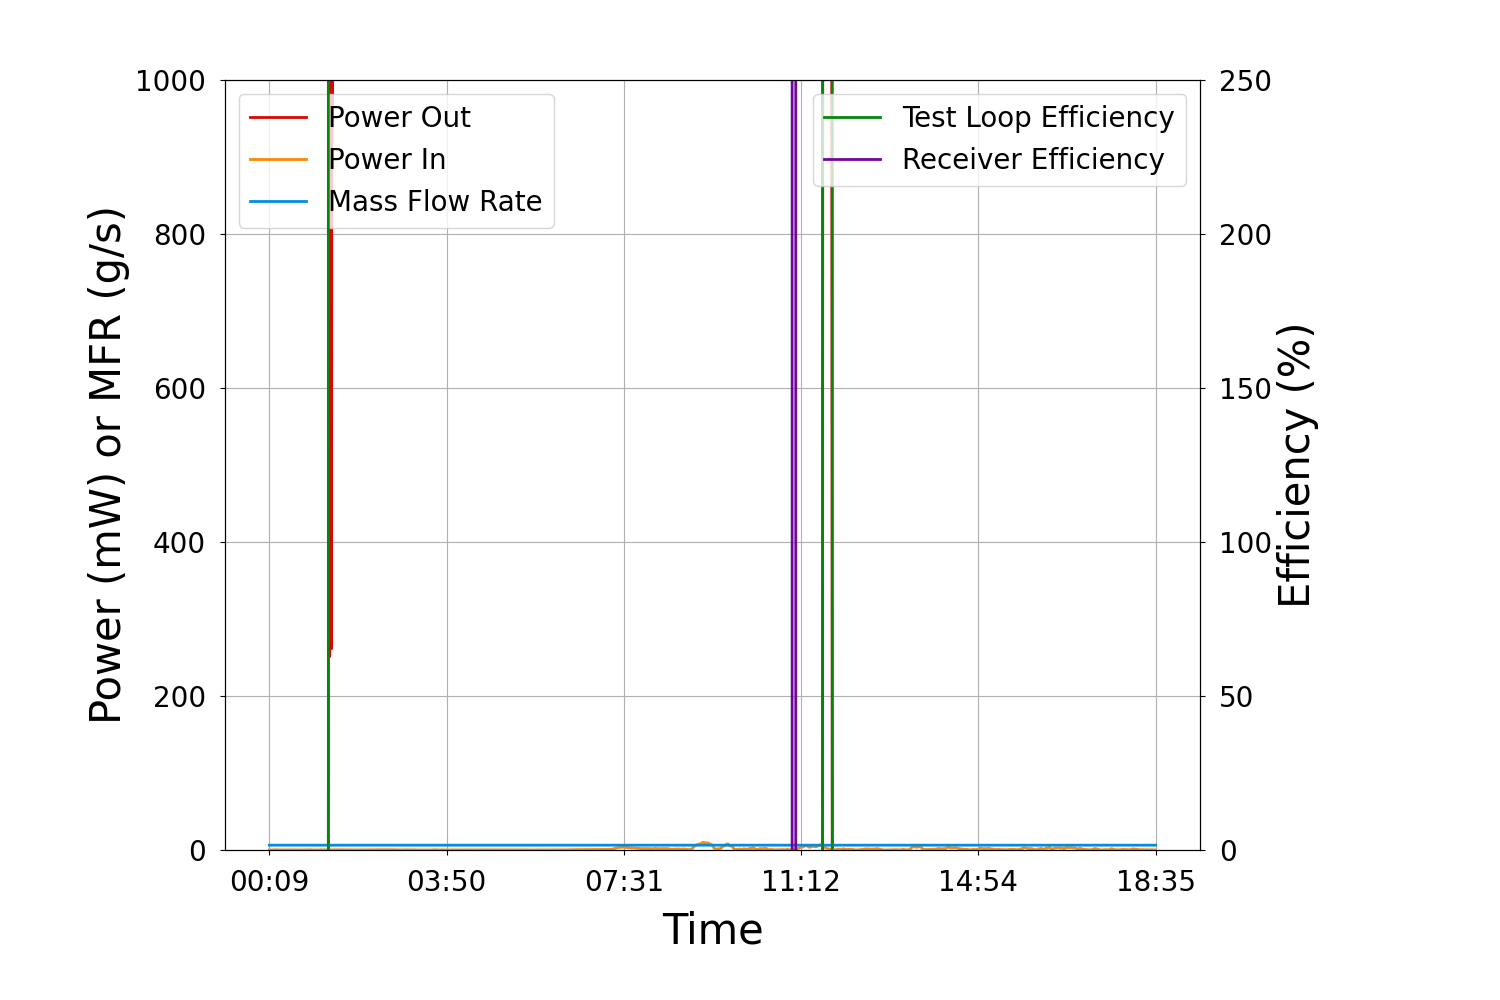 Power Out
Power In
Mass Flow Rate
Test Loop Efficiency
Receiver Efficiency
1000
800
600
400
200
0
Power (mW) or MFR (g/s)
250
200
150
100
50
0
Efficiency (%)
00:09 03:50 07:31 11:12 14:54 18:35
Time